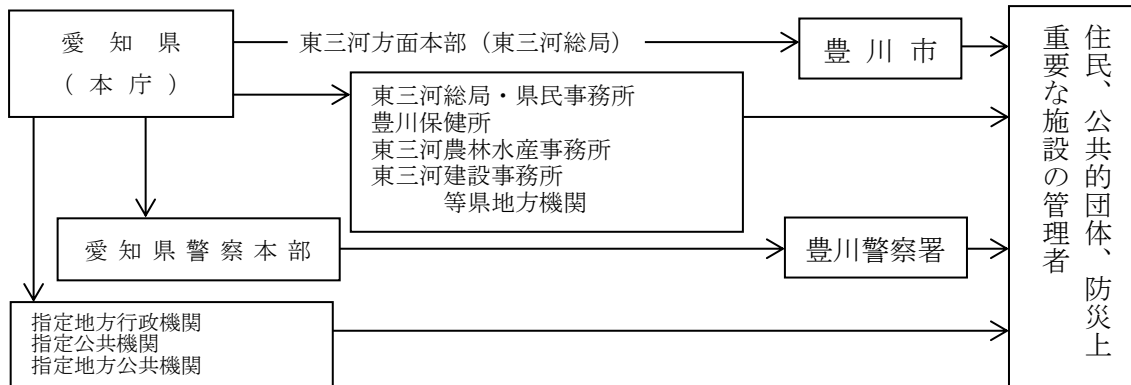 愛知県
(本庁)
東三河方面本部（東三河総局）
豊川市
東三河総局・県民事務所
豊川保健所
東三河農林水産事務所
東三河建設事務所
等県地方機関
愛知県警察本部
豊川警察署
指定地方行政機関
指定公共機関
指定地方公共機関
住民、公共的団体、防災上
重要な施設の管理者